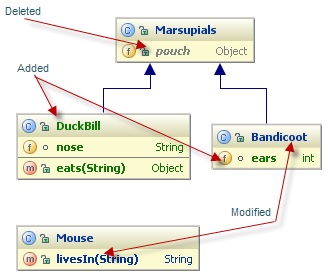 Deleted
C Marsupials
f pouch Object
Added
C DuckBill
f nose String
m eats(String) Object
C Bandicoot
f ears int
Modified
C Mouse
m livesIn(String) String